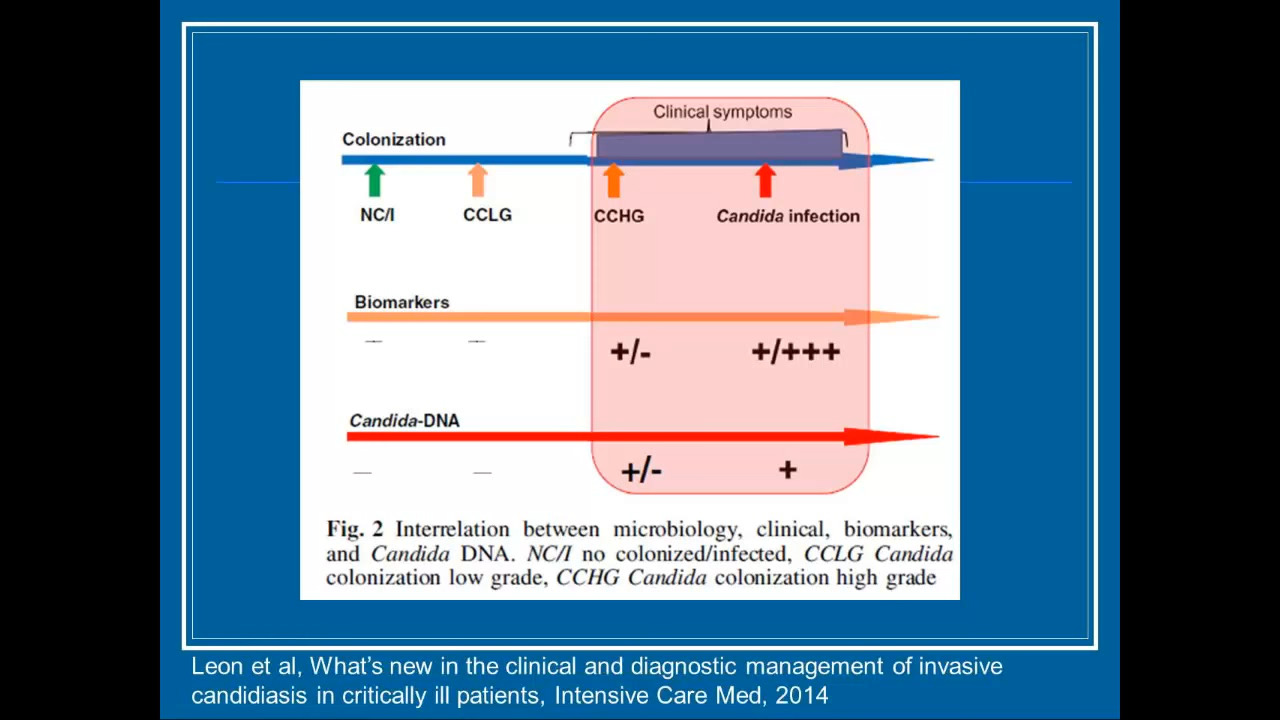 Clinical symptoms
Colonization
NC/I CCLG CCHG Candida infection
Biomarkers
— — +/- +/+++
Candida-DNA
— — +/- +
Fig. 2 Interrelation between microbiology, clinical, biomarkers,
and Candida DNA. NC/I no colonized/infected, CCLG Candida
colonization low grade, CCHG Candida colonization high grade
Leon et al, What’s new in the clinical and diagnostic management of invasive
candidiasis in critically ill patients, Intensive Care Med, 2014